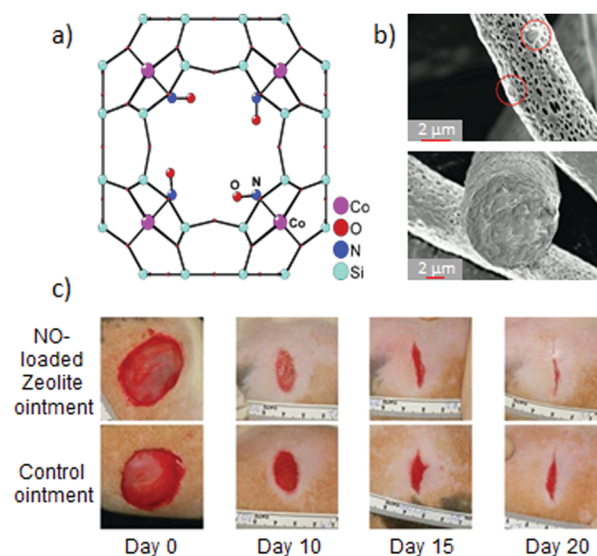 a)
b)
O
N
Co
Co
O
N
Si
2 µm
2 µm
c)
NO-
loaded
Zeolite
ointment
Control
ointment
Day 0
Day 10
Day 15
Day 20